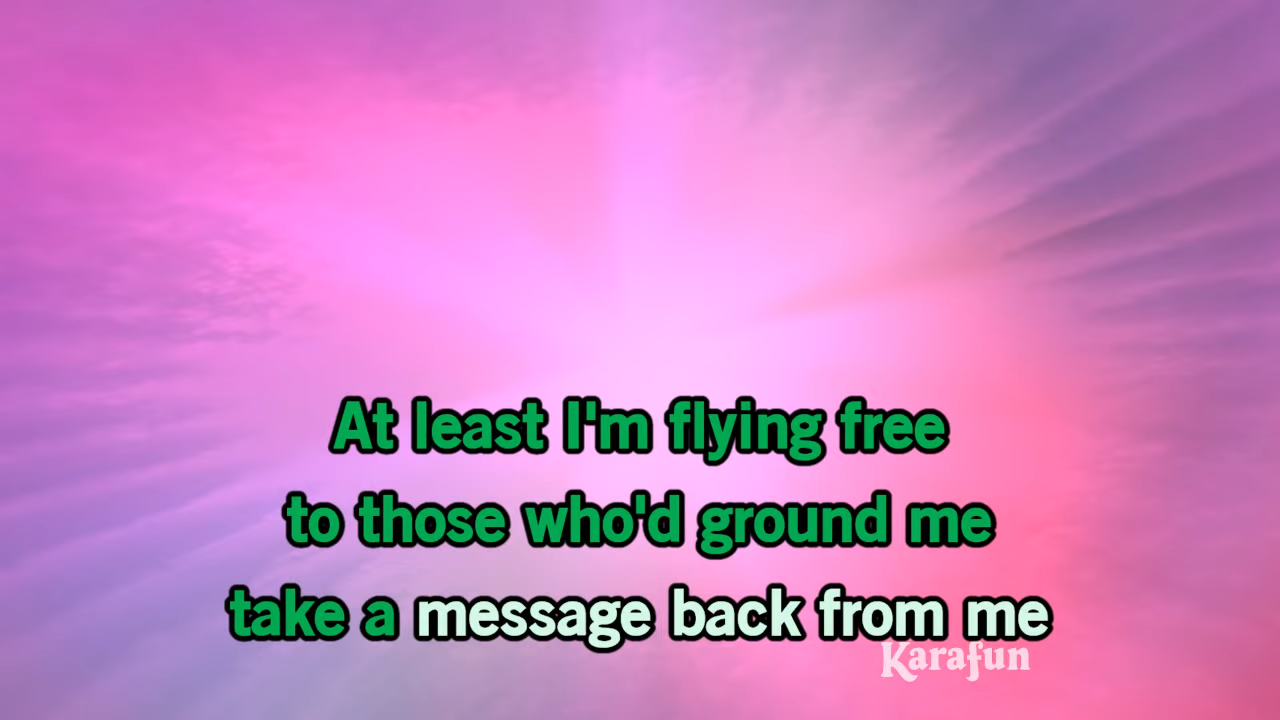 At least I'm flying free
to those who'd ground me
take a message back from me
Karafun